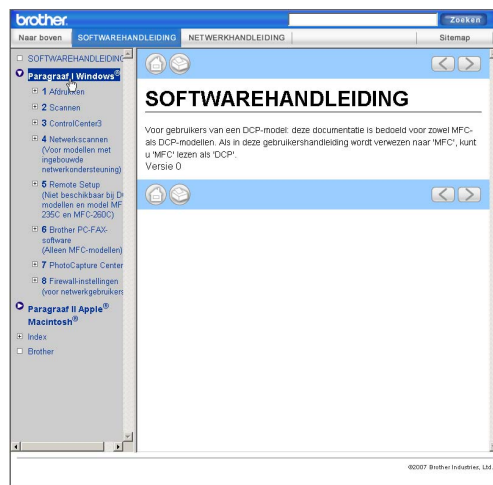 brother.
Zoeken
Naar boven SOFTWAREHANDLEIDING NETWERKHANDLEIDING Sitemap
SOFTWAREHANDLEIDING
Paragraaf I Windows®
1 Afdrukken
2 Scannen
3 ControlCenter3
4 Netwerkscannen
(Voor modellen met
ingebouwde
netwerkondersteuning)
5 Remote Setup
(Niet beschikbaar bij D
modellen en model MF
235C en MFC-260C)
6 Brother PC-FAX-
software
(Alleen MFC-modellen)
7 PhotoCapture Center
8 Firewall-instellingen
(voor netwerkgebruikers
Paragraaf II Apple®
Macintosh®
Index
Brother
SOFTWAREHANDLEIDING
Voor gebruikers van een DCP-model: deze documentatie is bedoeld voor zowel MFC-
als DCP-modellen. Als in deze gebruikershandleiding wordt verwezen naar 'MFC', kunt
u 'MFC' lezen als 'DCP'.
Versie 0
©2007 Brother Industries, Ltd.